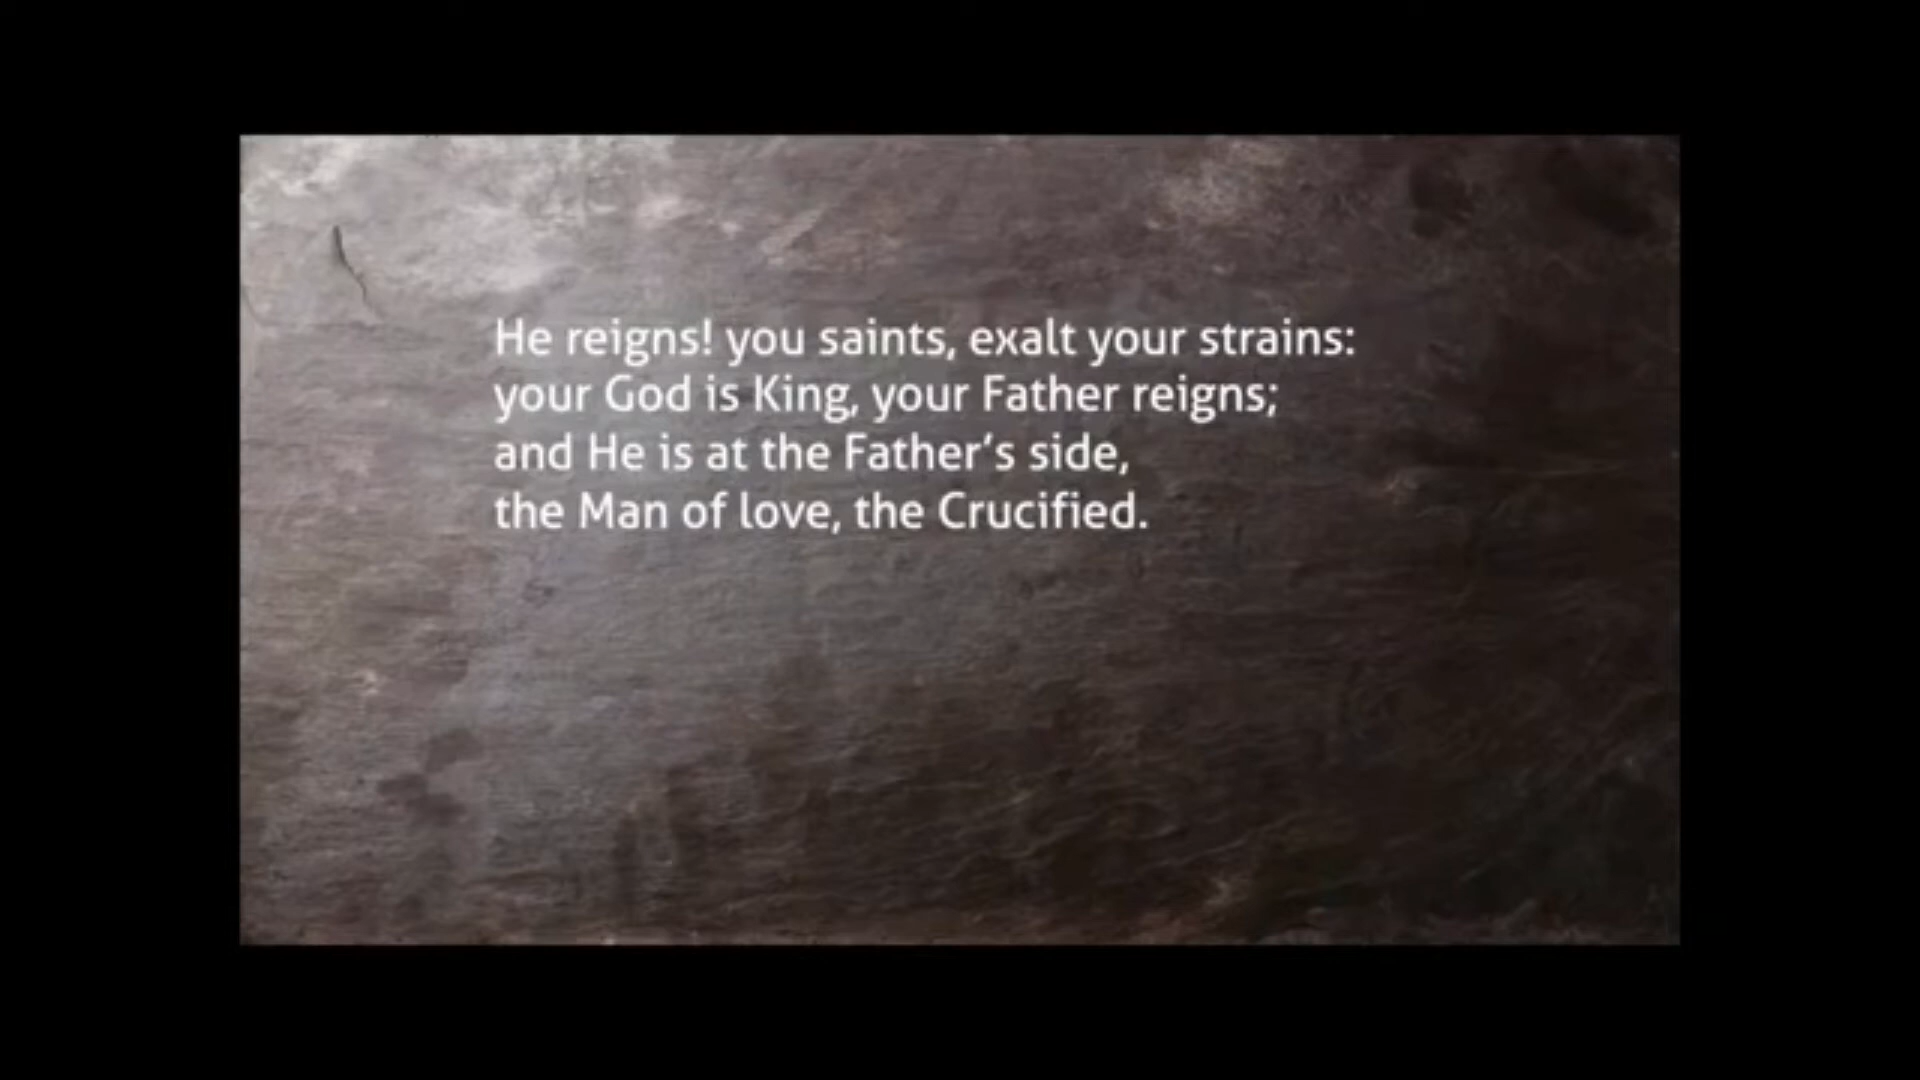 He reigns! you saints, exalt your strains:
your God is King, your Father reigns;
and He is at the Father's side,
the Man of love, the Crucified.